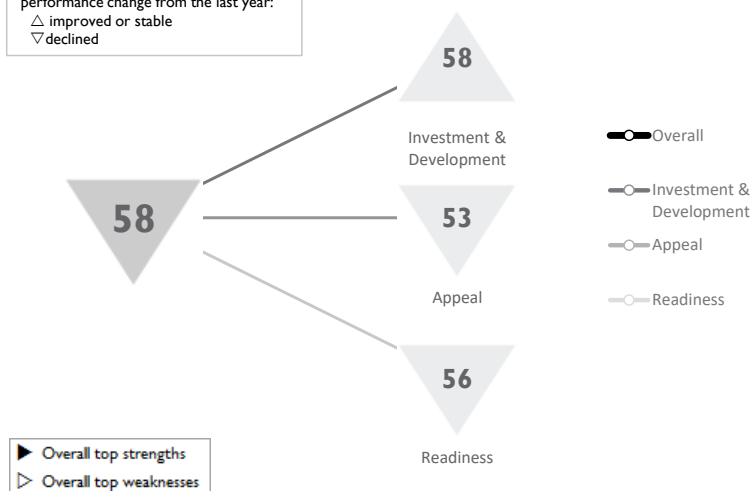 performance change from the last year:
△ improved or stable
▽ declined
58
Investment &
Development
58
53
Appeal
56
Readiness
Overall
Investment &
Development
Appeal
Readiness
▶ Overall top strengths
▷ Overall top weaknesses